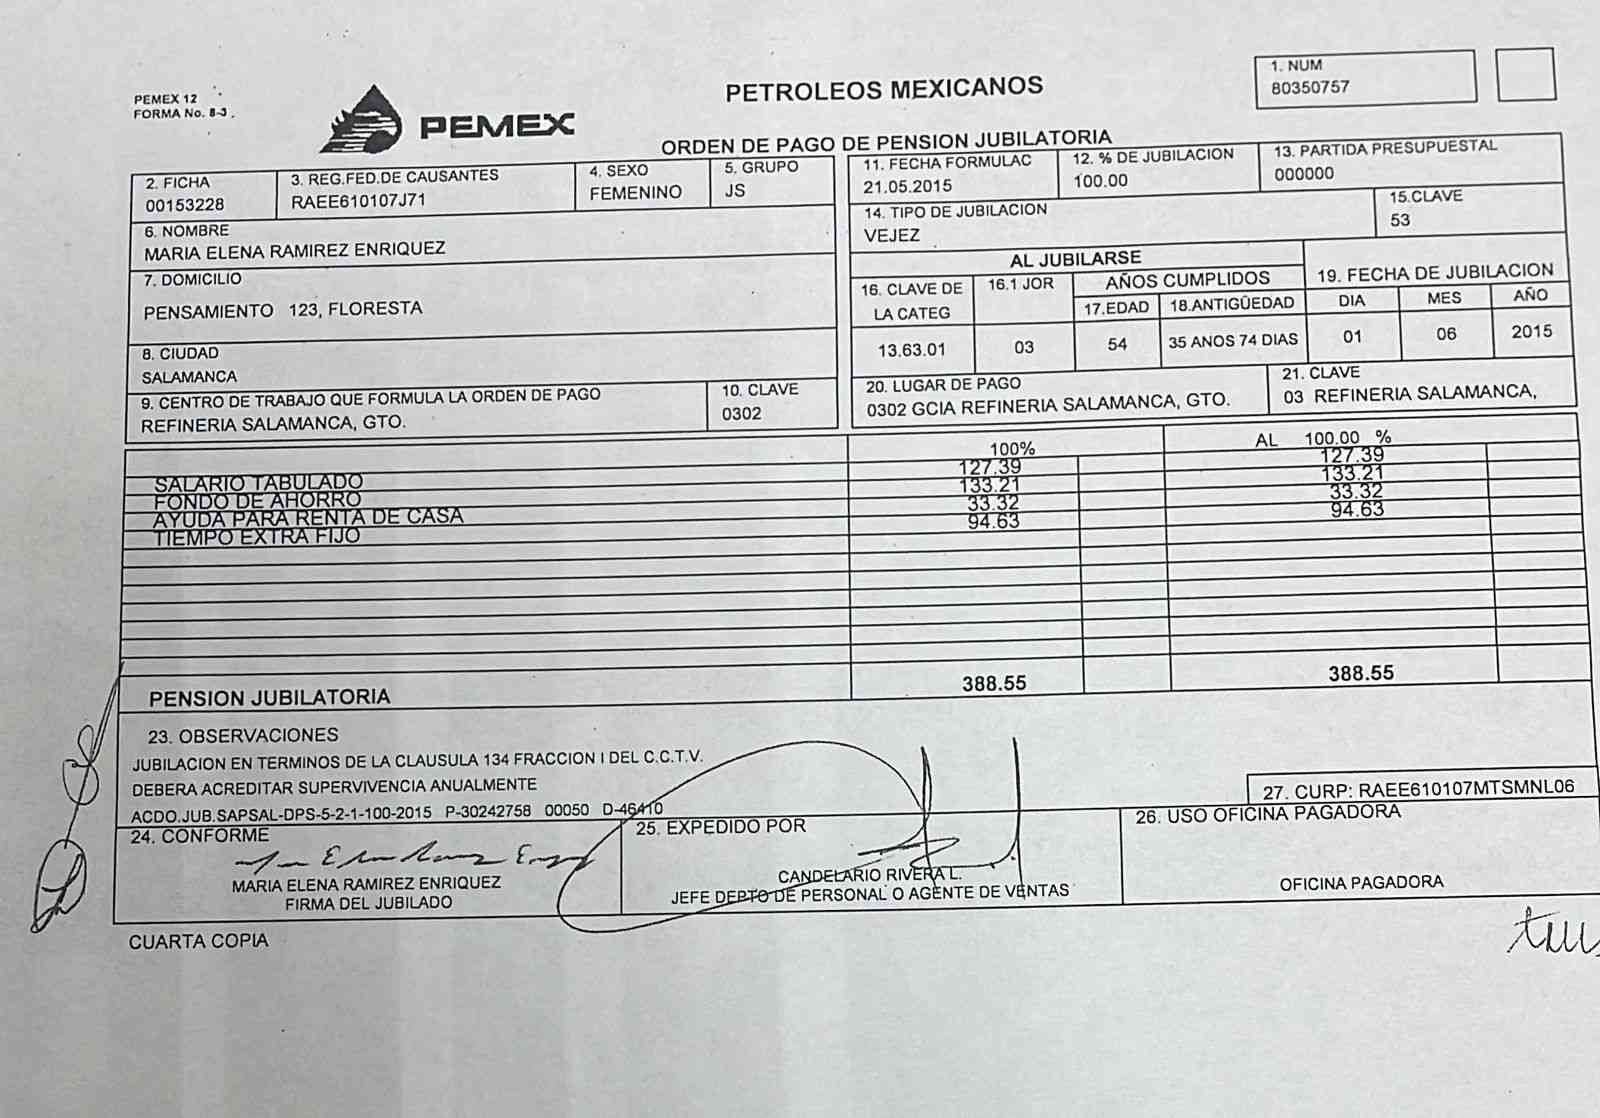 PEMEX 12
FORMA No. 8-3
PEMEX
PETROLEOS MEXICANOS
1. NUM
80350757
ORDEN DE PAGO DE PENSION JUBILATORIA
2. FICHA
00153228
3. REG.FED.DE CAUSANTES
RAEE610107J71
4. SEXO
FEMENINO
5. GRUPO
JS
11. FECHA FORMULAC
21.05.2015
12. % DE JUBILACION
100.00
13. PARTIDA PRESUPUESTAL
000000
6. NOMBRE
MARIA ELENA RAMIREZ ENRIQUEZ
14. TIPO DE JUBILACION
VEJEZ
15.CLAVE
53
7. DOMICILIO
PENSAMIENTO 123, FLORESTA
AL JUBILARSE
16. CLAVE DE
LA CATEG
16.1 JOR
AÑOS CUMPLIDOS
17.EDAD
18.ANTIGÜEDAD
19. FECHA DE JUBILACION
DIA
MES
AÑO
13.63.01
03
54
35 ANOS 74 DIAS
01
06
2015
8. CIUDAD
SALAMANCA
9. CENTRO DE TRABAJO QUE FORMULA LA ORDEN DE PAGO
REFINERIA SALAMANCA, GTO.
10. CLAVE
0302
20. LUGAR DE PAGO
0302 GCIA REFINERIA SALAMANCA, GTO.
21. CLAVE
03 REFINERIA SALAMANCA,
100%
AL 100.00 %
SALARIO TABULADO 127.39 127.39
FONDO DE AHORRO 133.21 133.21
AYUDA PARA RENTA DE CASA 33.32 33.32
TIEMPO EXTRA FIJO 94.63 94.63
PENSION JUBILATORIA 388.55 388.55
23. OBSERVACIONES
JUBILACION EN TERMINOS DE LA CLAUSULA 134 FRACCION I DEL C.C.T.V.
DEBERA ACREDITAR SUPERVIVENCIA ANUALMENTE
ACDO.JUB.SAPSAL-DPS-5-2-1-100-2015 P-30242758 00050 D-46410
27. CURP: RAEE610107MTSMNL06
24. CONFORME
MARIA ELENA RAMIREZ ENRIQUEZ
FIRMA DEL JUBILADO
25. EXPEDIDO POR
CANDELARIO RIVERA L.
JEFE DEPTO DE PERSONAL O AGENTE DE VENTAS
26. USO OFICINA PAGADORA
OFICINA PAGADORA
CUARTA COPIA